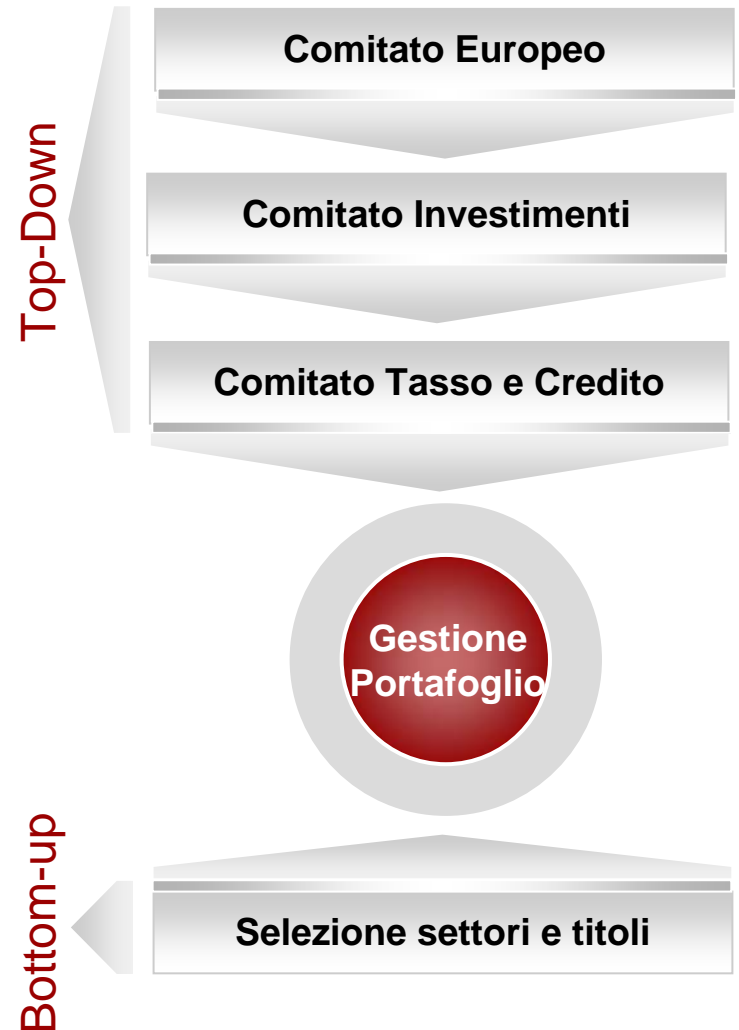 Top-Down
Comitato Europeo
Comitato Investimenti
Comitato Tasso e Credito
Gestione
Portafoglio
Bottom-up
Selezione settori e titoli